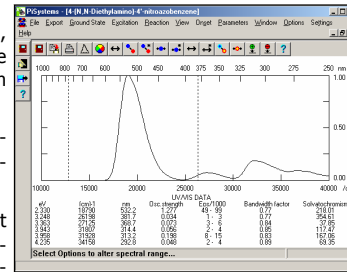 PiSystems - [4-(N,N-Diethylamino)-4'-nitroazobenzene]
File Export Ground State Excitation Reaction View Onset Parameters Window Options Settings
Help
1000 800 700 600 500 450 400 375 350 325 300 275 250 nm
1.00
0.50
0.00
10000 15000 20000 25000 30000 35000 40000
UV/VIS DATA
eV /cm)-1 nm Osc.strength Eps/1000 Bandwidth factor Solvatochromism
2.330 18790 532.2 1.277 49 - 99 0.77 218.01
3.248 26198 381.7 0.034 1 - 3 0.77 354.61
3.363 27125 368.7 0.073 3 - 6 0.84 37.85
3.943 31807 314.4 0.056 2 - 4 0.85 117.47
3.958 31928 313.2 0.198 8 - 15 0.83 167.06
4.235 34158 292.8 0.048 2 - 4 0.89 69.35
Select Options to alter spectral range...